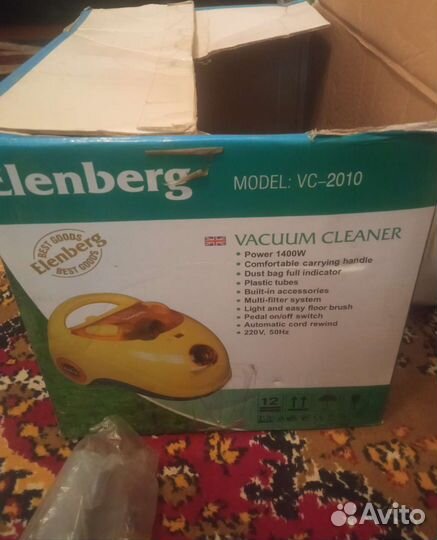 Elenberg
MODEL: VC-2010
BEST GOODS
Elenberg
BEST GOODS
VACUUM CLEANER
• Power 1400W
• Comfortable carrying handle
• Dust bag full indicator
• Plastic tubes
• Built-in accessories
• Multi-filter system
• Light and easy floor brush
• Pedal on/off switch
• Automatic cord rewind
• 220V, 50Hz
12
Avito